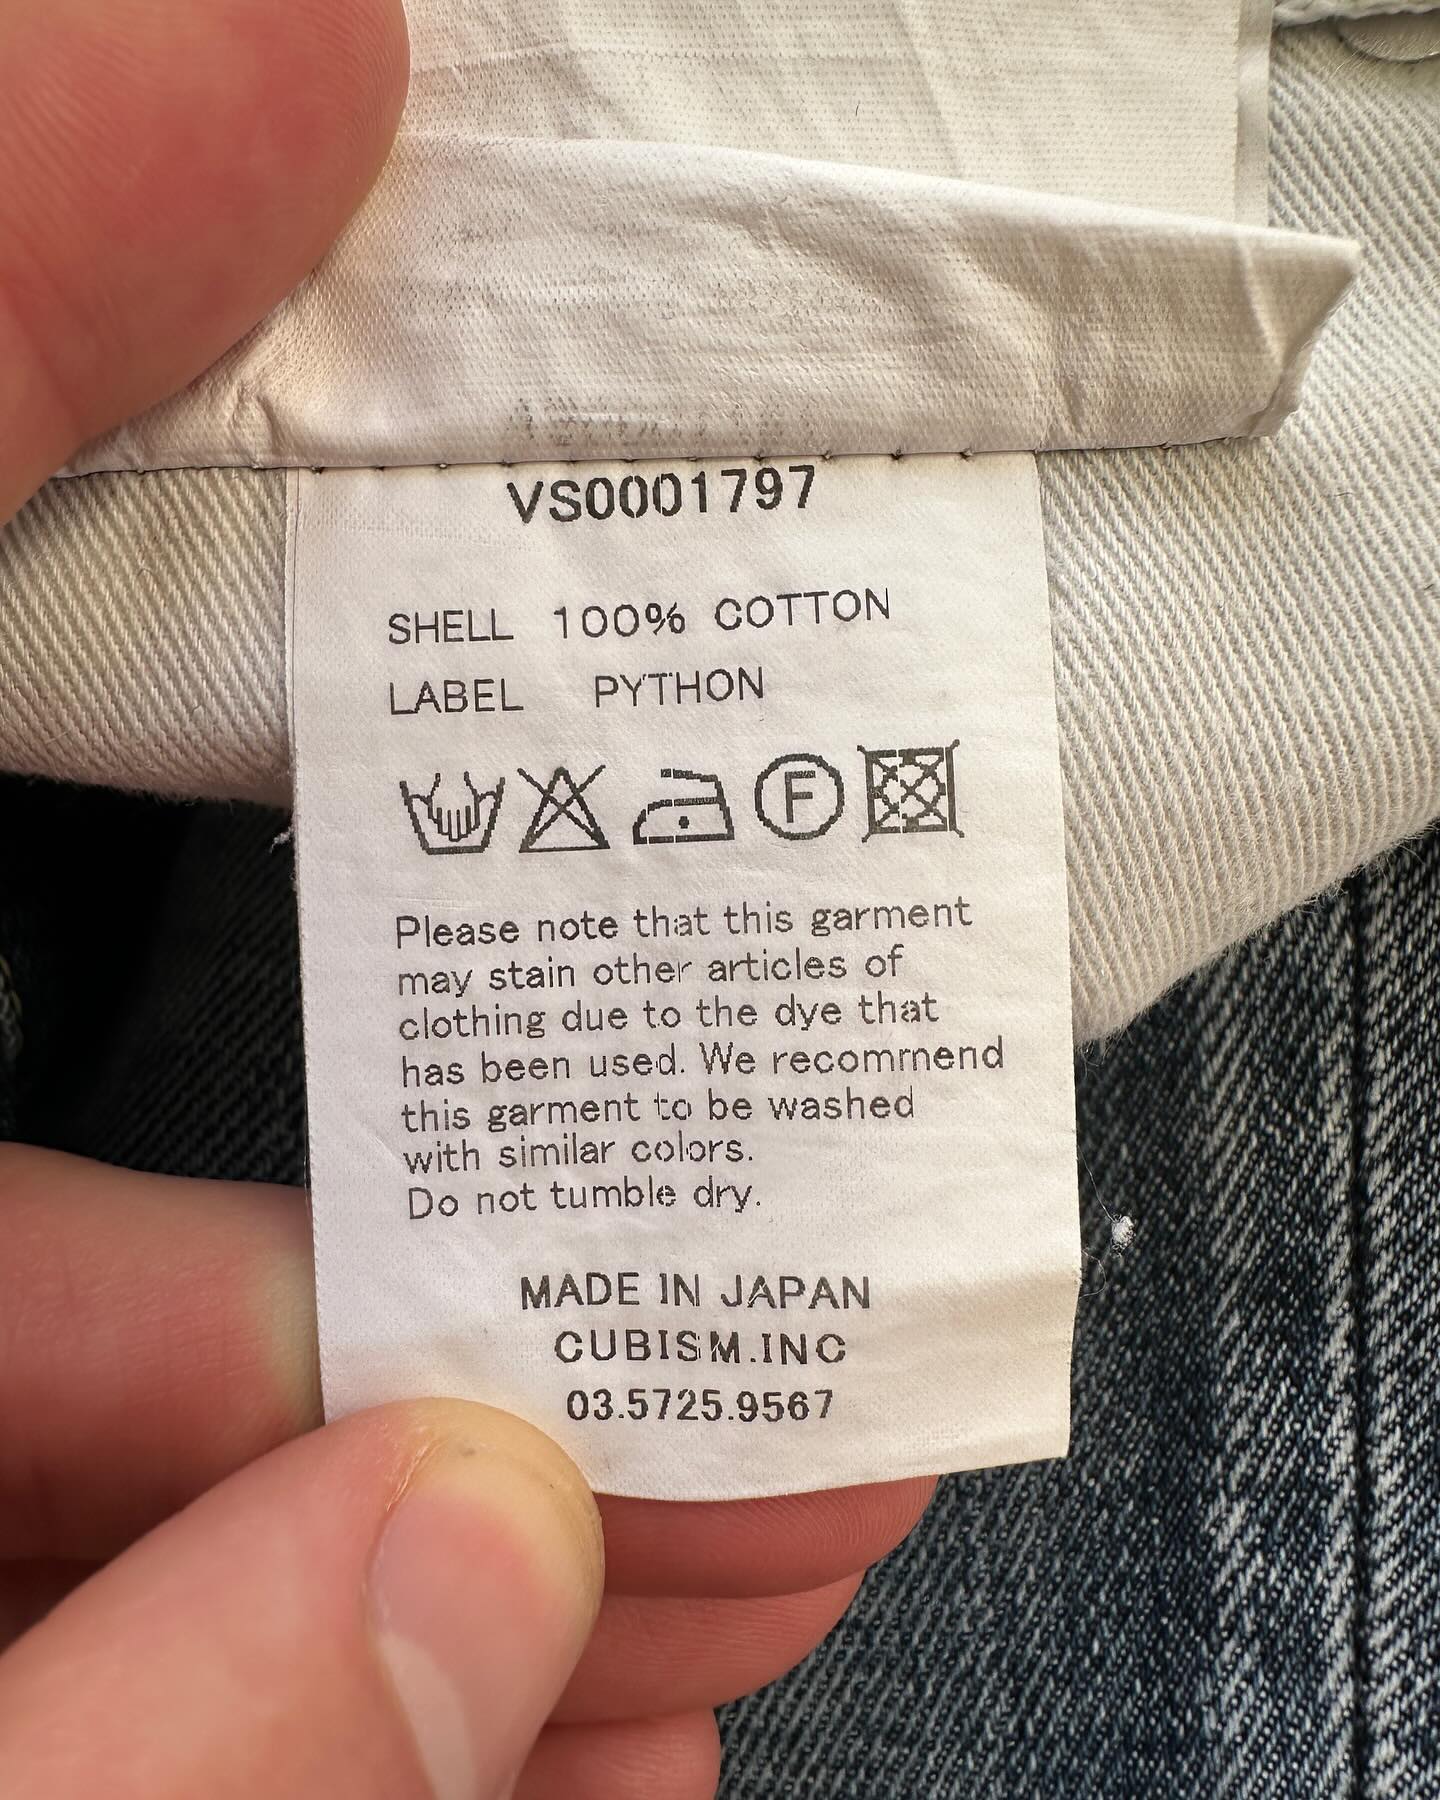 VS0001797
SHELL 100% COTTON
LABEL PYTHON
F
Please note that this garment
may stain other articles of
clothing due to the dye that
has been used. We recommend
this garment to be washed
with similar colors.
Do not tumble dry.
MADE IN JAPAN
CUBISM.INC
03.5725.9567